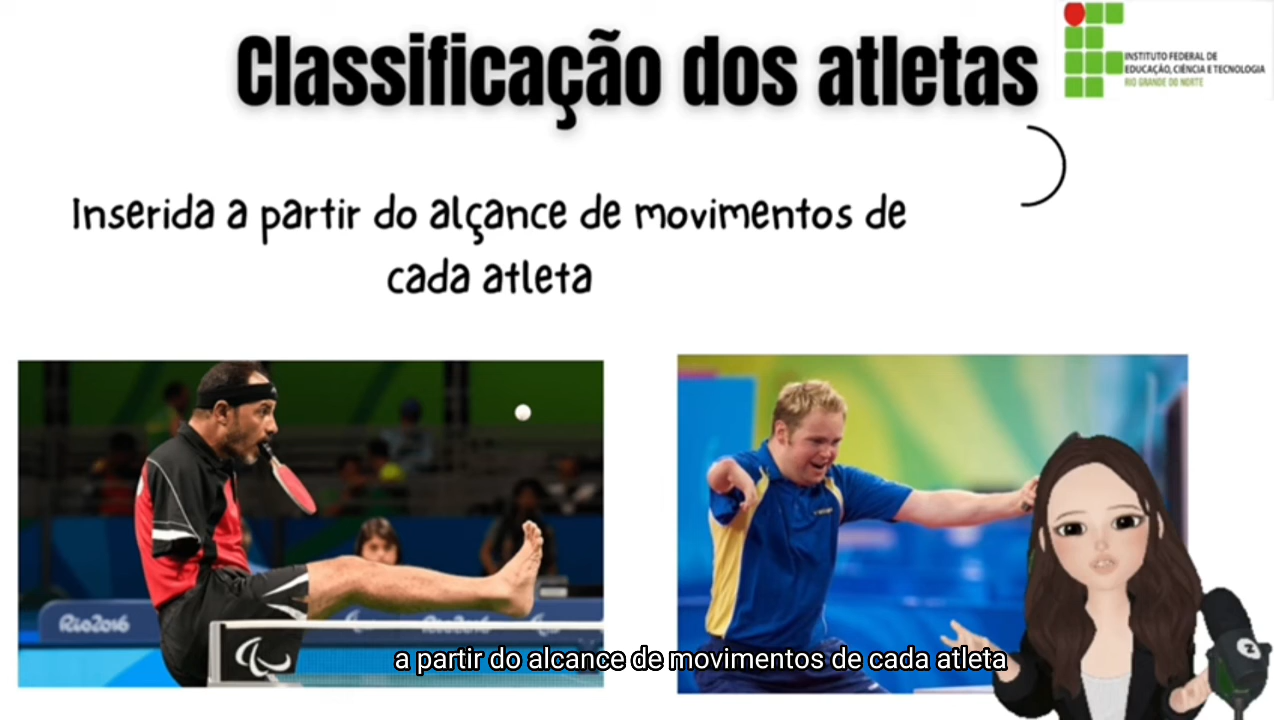 Classificação dos atletas
INSTITUTO FEDERAL DE
EDUCAÇÃO, CIÊNCIA E TECNOLOGIA
RIO GRANDE DO NORTE
Inserida a partir do alçance de movimentos de
cada atleta
Rio2016
Rio2016
a partir do alcance de movimentos de cada atleta
N